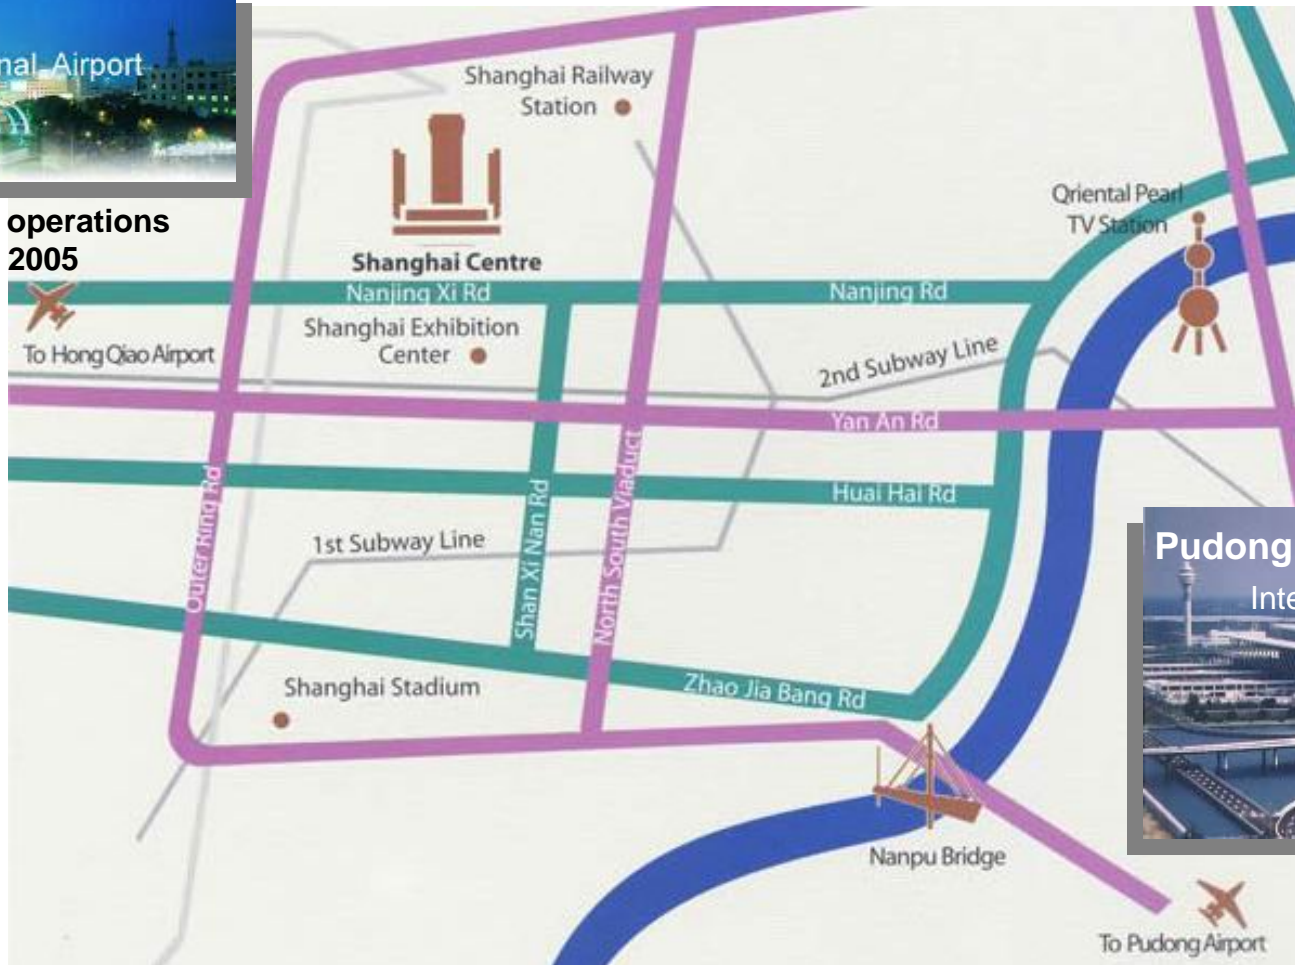 nal Airport
operations
2005
Shanghai Railway
Station
Qriental Pearl
TV Station
Shanghai Centre
Nanjing Xi Rd
Nanjing Rd
Shanghai Exhibition
Center
To Hong Qiao Airport
2nd Subway Line
Yan An Rd
Huai Hai Rd
Outer Ring Rd
Shan Xi Nan Rd
North South Viaduct
1st Subway Line
Pudong
Inte
Shanghai Stadium
Zhao Jia Bang Rd
Nanpu Bridge
To Pudong Airport